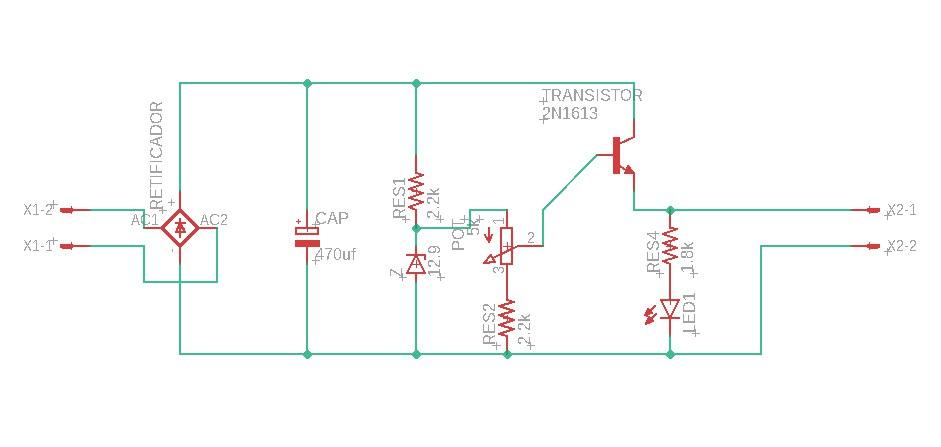 TRANSISTOR
2N1613
RETIFICADOR
+
X1-2
AC1
AC2
X1-1
-
+
CAP
470uf
RES1
2.2k
Z
12.9
POT
5k
1
2
3
RES2
2.2k
RES4
1.8k
LED1
X2-1
X2-2